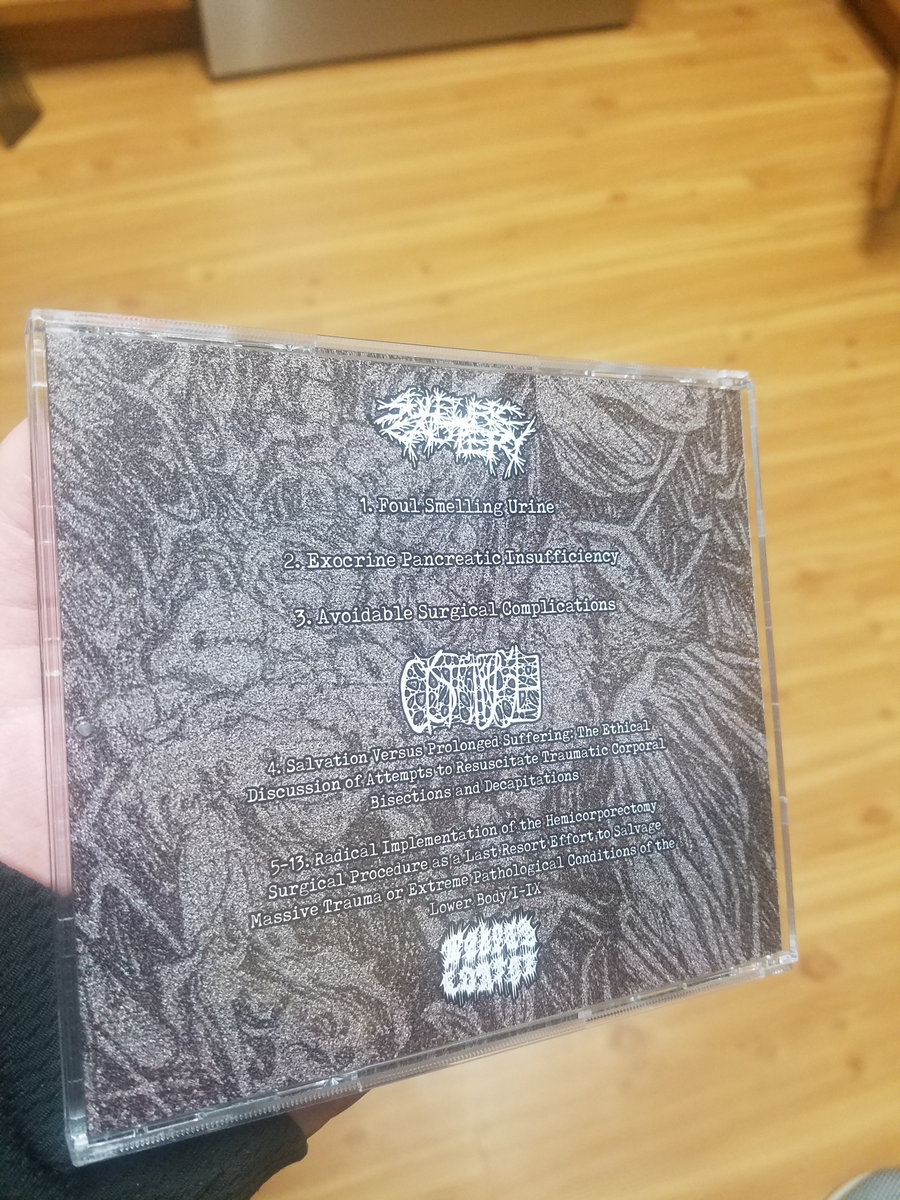 1. Foul Smelling Urine
2. Exocrine Pancreatic Insufficiency
3. Avoidable Surgical Complications
4. Salvation Versus Prolonged Suffering: The Ethical
Discussion of Attempts to Resuscitate Traumatic Corporal
Bisections and Decapitations
5-13. Radical Implementation of the Hemicorporectomy
Surgical Procedure as a Last Resort Effort to Salvage
Massive Trauma or Extreme Pathological Conditions of the
Lower Body I-IX